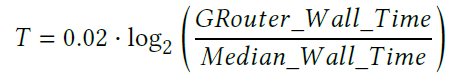 T = 0.02 · log₂ ( GRouter_Wall_Time / Median_Wall_Time )